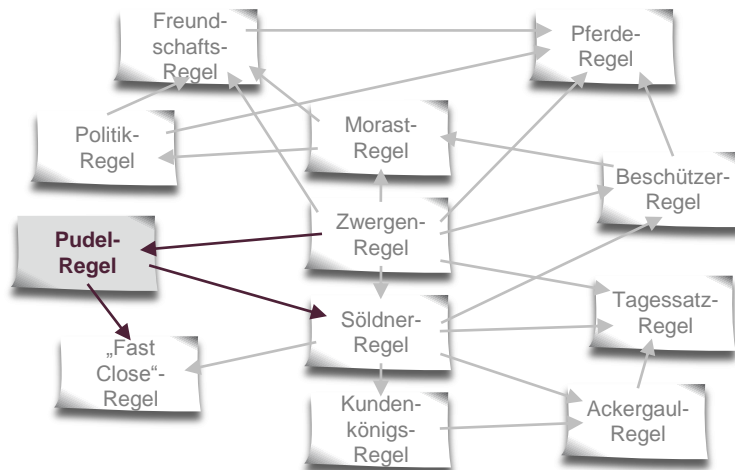 Freund-
schafts-
Regel
Pferde-
Regel
Politik-
Regel
Morast-
Regel
Beschützer-
Regel
Zwergen-
Regel
Pudel-
Regel
Tagessatz-
Regel
Söldner-
Regel
„Fast
Close“-
Regel
Kunden-
königs-
Regel
Ackergaul-
Regel